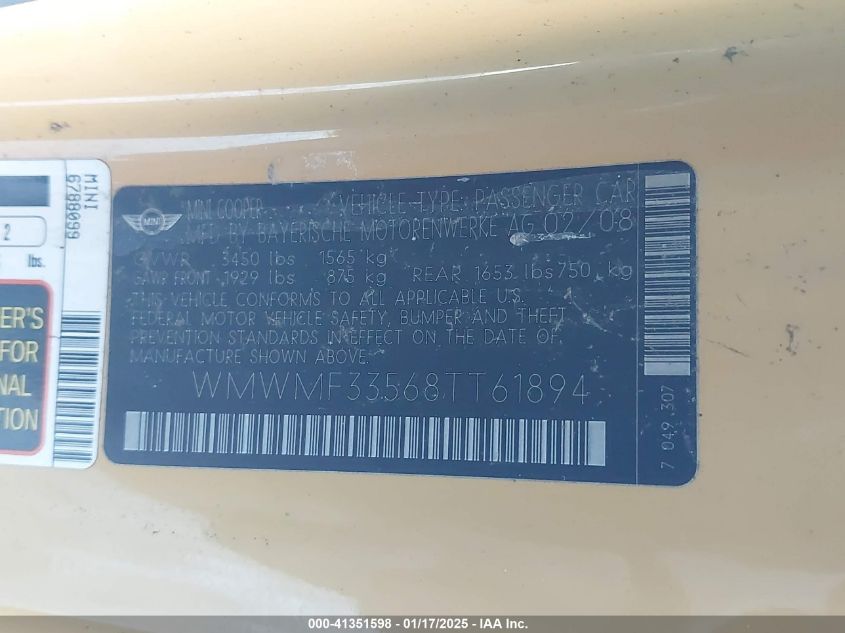 MINI
MINI COOPER VEHICLE-TYPE: PASSENGER CAR
MFD BY BAYERISCHE MOTORENWERKE AG 02/08
GVWR 3450 lbs 1565 kg
GAWR FRONT 1929 lbs 875 kg REAR 1653 lbs 750 kg
THIS VEHICLE CONFORMS TO ALL APPLICABLE U.S.
FEDERAL MOTOR VEHICLE SAFETY, BUMPER AND THEFT
PREVENTION STANDARDS IN EFFECT ON THE DATE OF
MANUFACTURE SHOWN ABOVE.
WMWMF33568TT61894
7 049 307
MINI
6788099
2
lbs.
ER'S
FOR
NAL
TION
000-41351598 - 01/17/2025 - IAA Inc.